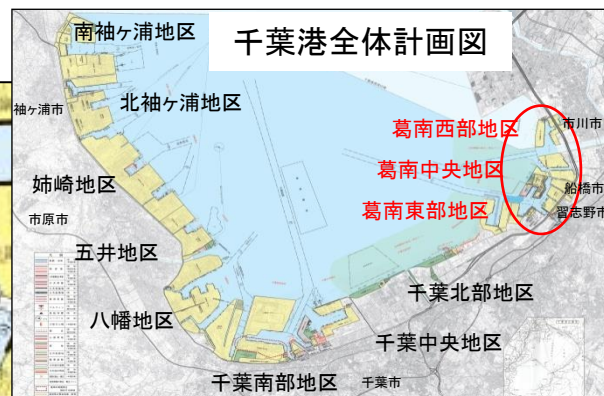 千葉港全体計画図
南袖ヶ浦地区
袖ヶ浦市
北袖ヶ浦地区
葛南西部地区
市川市
葛南中央地区
姉崎地区
船橋市
葛南東部地区
習志野市
市原市
五井地区
千葉北部地区
八幡地区
千葉中央地区
千葉南部地区
千葉市